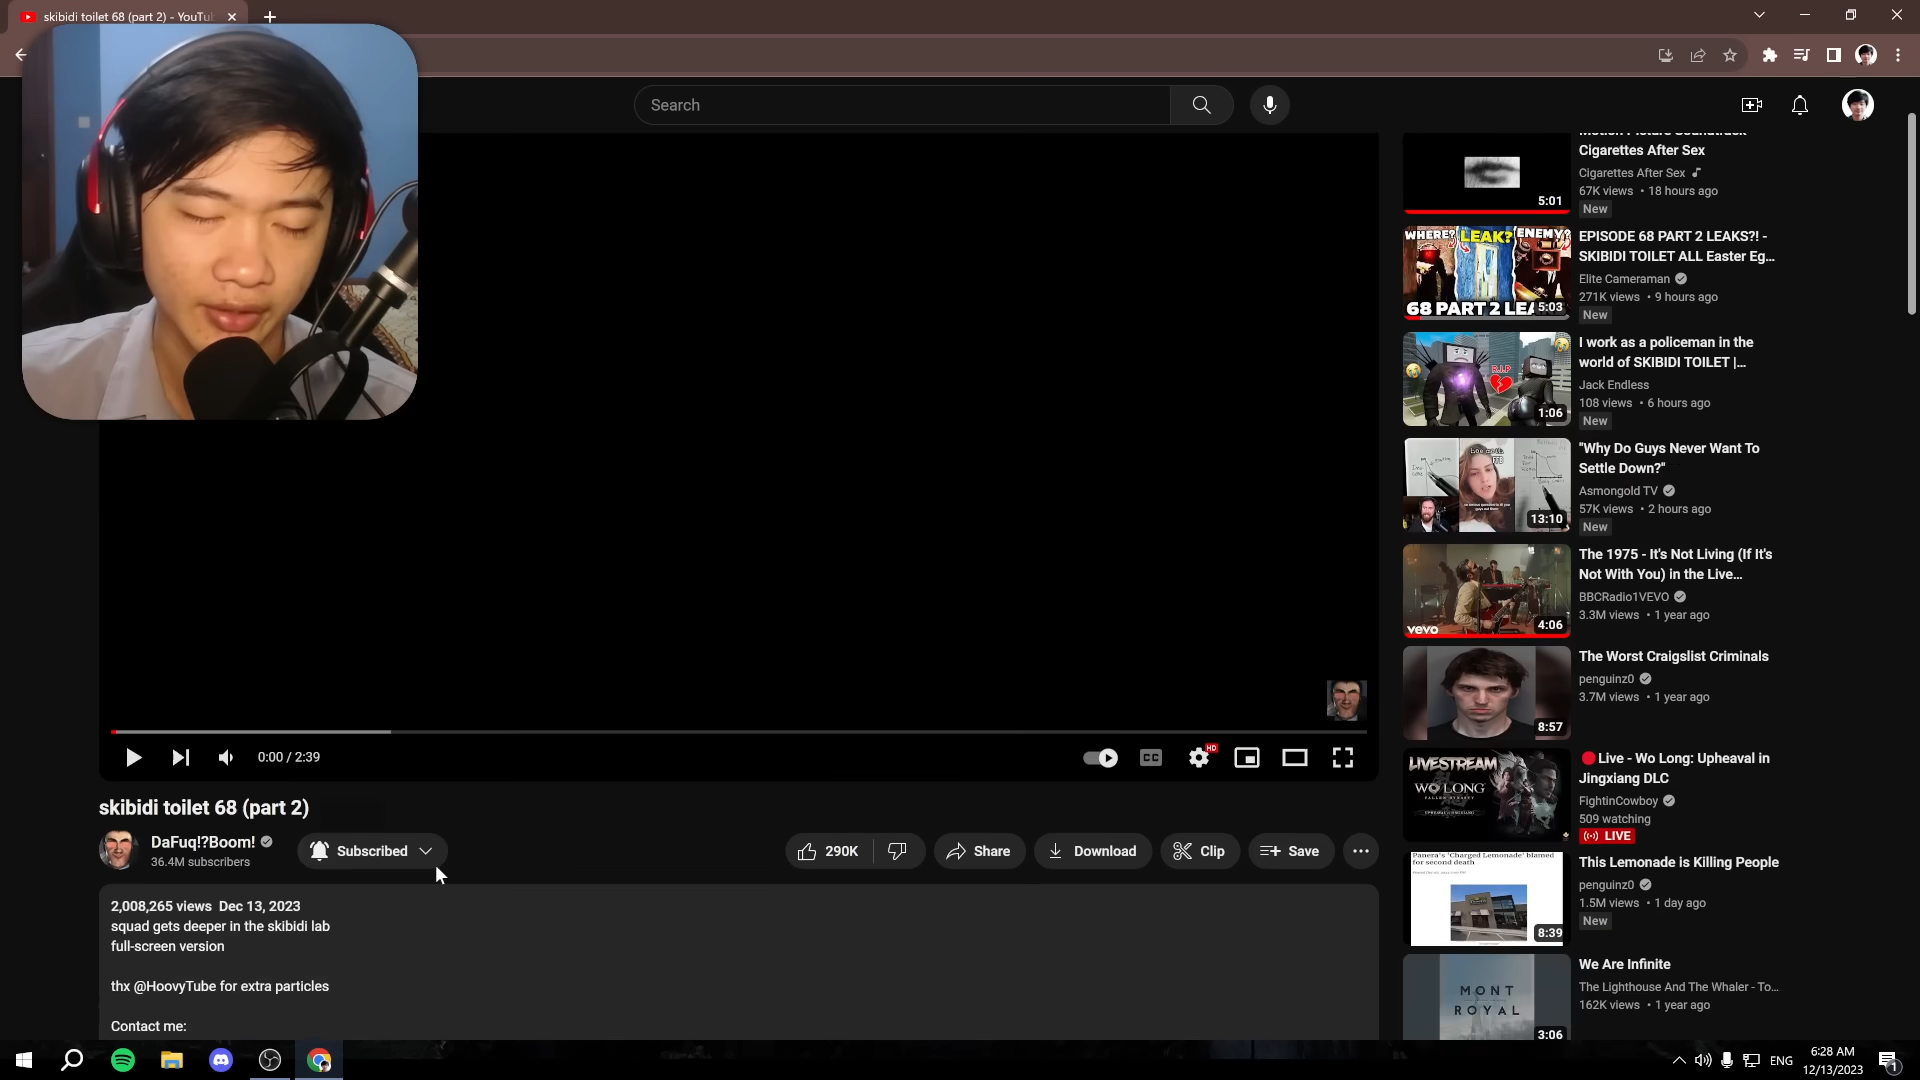 skibidi toilet 68 (part 2) - YouTu
Search
Cigarettes After Sex
Cigarettes After Sex
67K views • 18 hours ago
New
5:01
WHERE? LEAK? ENEMY?
68 PART 2 LEA
5:03
EPISODE 68 PART 2 LEAKS?! -
SKIBIDI TOILET ALL Easter Eg...
Elite Cameraman
271K views • 9 hours ago
New
R.I.P
1:06
I work as a policeman in the
world of SKIBIDI TOILET |...
Jack Endless
108 views • 6 hours ago
New
13:10
"Why Do Guys Never Want To
Settle Down?"
Asmongold TV
57K views • 2 hours ago
New
vevo
4:06
The 1975 - It's Not Living (If It's
Not With You) in the Live...
BBCRadio1VEVO
3.3M views • 1 year ago
8:57
The Worst Craigslist Criminals
penguinz0
3.7M views • 1 year ago
LIVESTREAM
WO LONG
Live - Wo Long: Upheaval in
Jingxiang DLC
FightinCowboy
509 watching
LIVE
Panera's 'Charged Lemonade' blamed
for second death
8:39
This Lemonade is Killing People
penguinz0
1.5M views • 1 day ago
New
MONT
ROYAL
3:06
We Are Infinite
The Lighthouse And The Whaler - To...
162K views • 1 year ago
0:00 / 2:39
CC
HD
skibidi toilet 68 (part 2)
DaFuq!?Boom!
36.4M subscribers
Subscribed
290K
Share
Download
Clip
Save
2,008,265 views Dec 13, 2023
squad gets deeper in the skibidi lab
full-screen version
thx @HoovyTube for extra particles
Contact me:
ENG
6:28 AM
12/13/2023
1